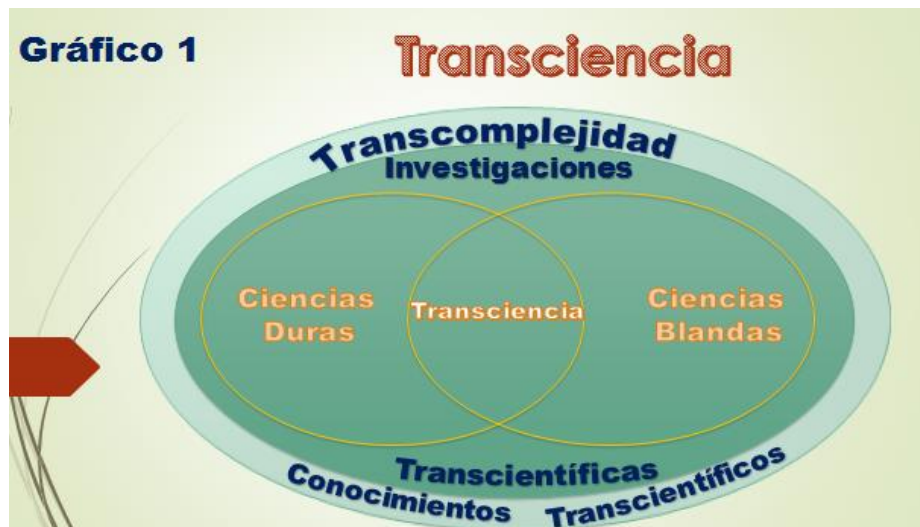 Gráfico 1
Transciencia
Transcomplejidad
Investigaciones
Ciencias
Duras
Transciencia
Ciencias
Blandas
Transcientíficas
Conocimientos Transcientíficos